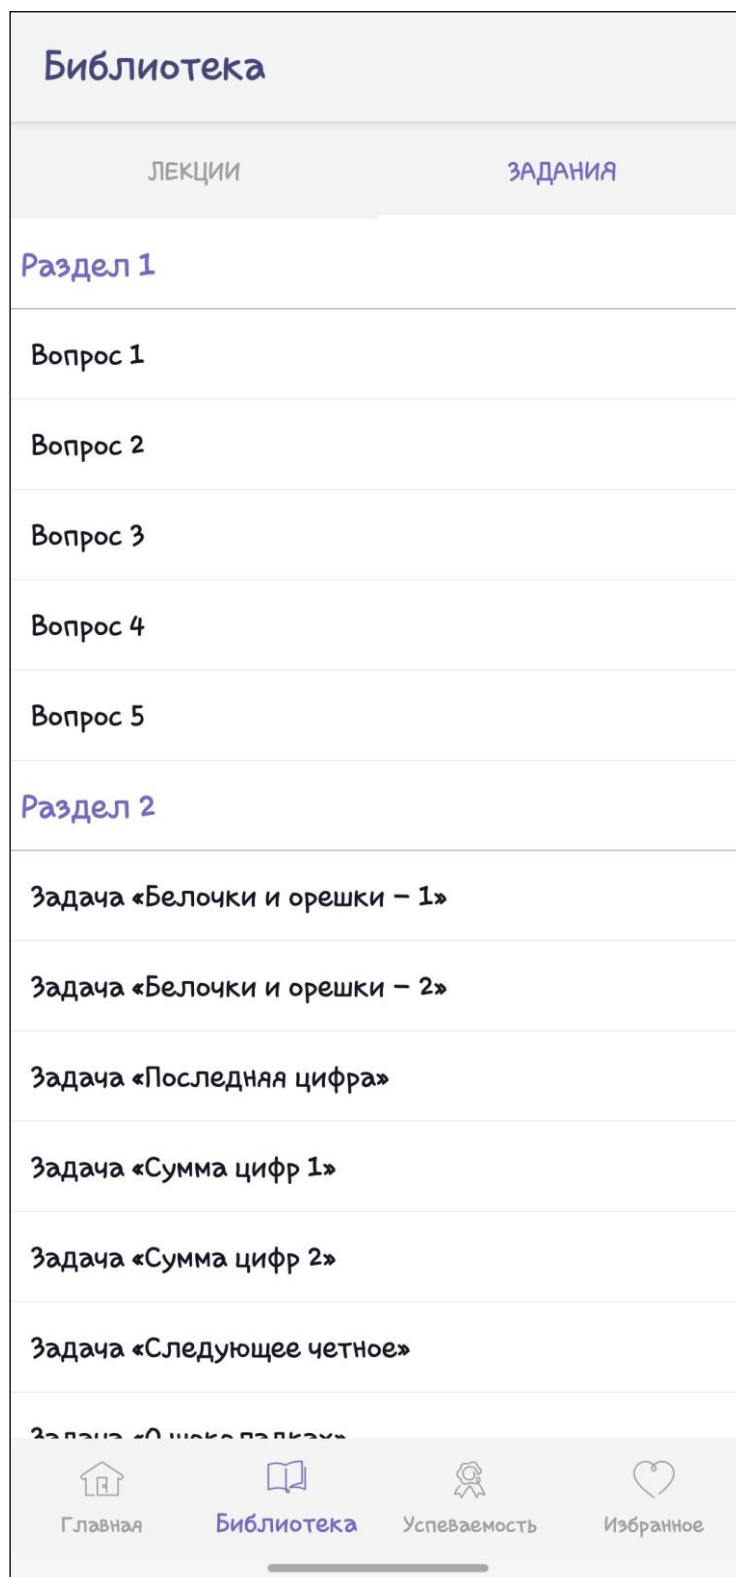 Библиотека
ЛЕКЦИИ ЗАДАНИЯ
Раздел 1
Вопрос 1
Вопрос 2
Вопрос 3
Вопрос 4
Вопрос 5
Раздел 2
Задача «Белочки и орешки – 1»
Задача «Белочки и орешки – 2»
Задача «Последняя цифра»
Задача «Сумма цифр 1»
Задача «Сумма цифр 2»
Задача «Следующее четное»
Задача «О шоколадках»
Главная Библиотека Успеваемость Избранное